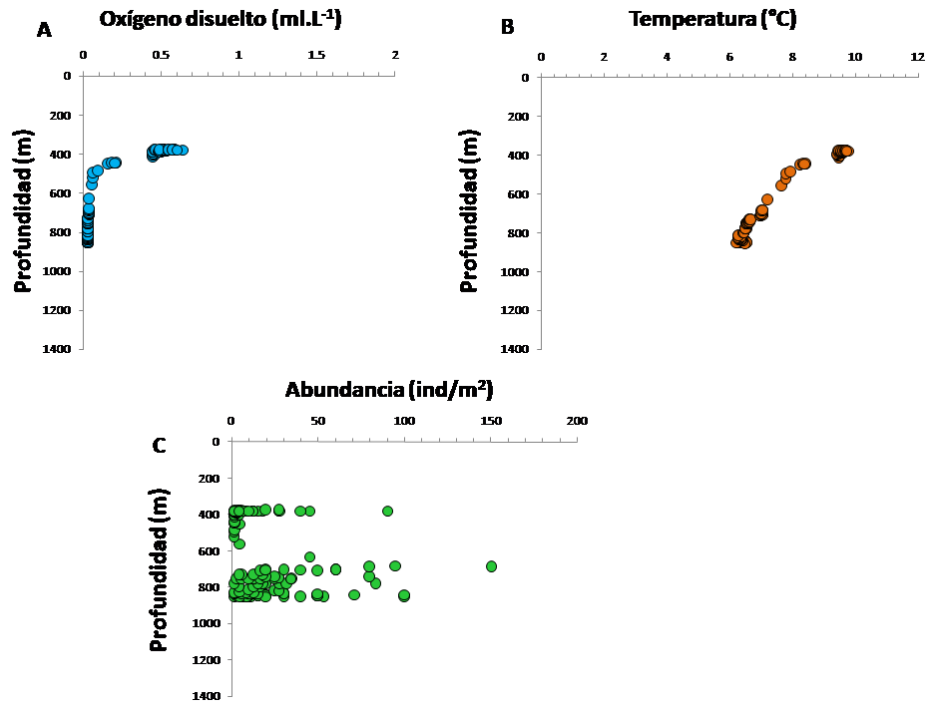 A
Oxígeno disuelto (ml.L-1)
0 0.5 1 1.5 2
Profundidad (m)
0
200
400
600
800
1000
1200
1400
B
Temperatura (°C)
0 2 4 6 8 10 12
Profundidad (m)
0
200
400
600
800
1000
1200
1400
Abundancia (ind/m²)
0 50 100 150 200
C
Profundidad (m)
0
200
400
600
800
1000
1200
1400